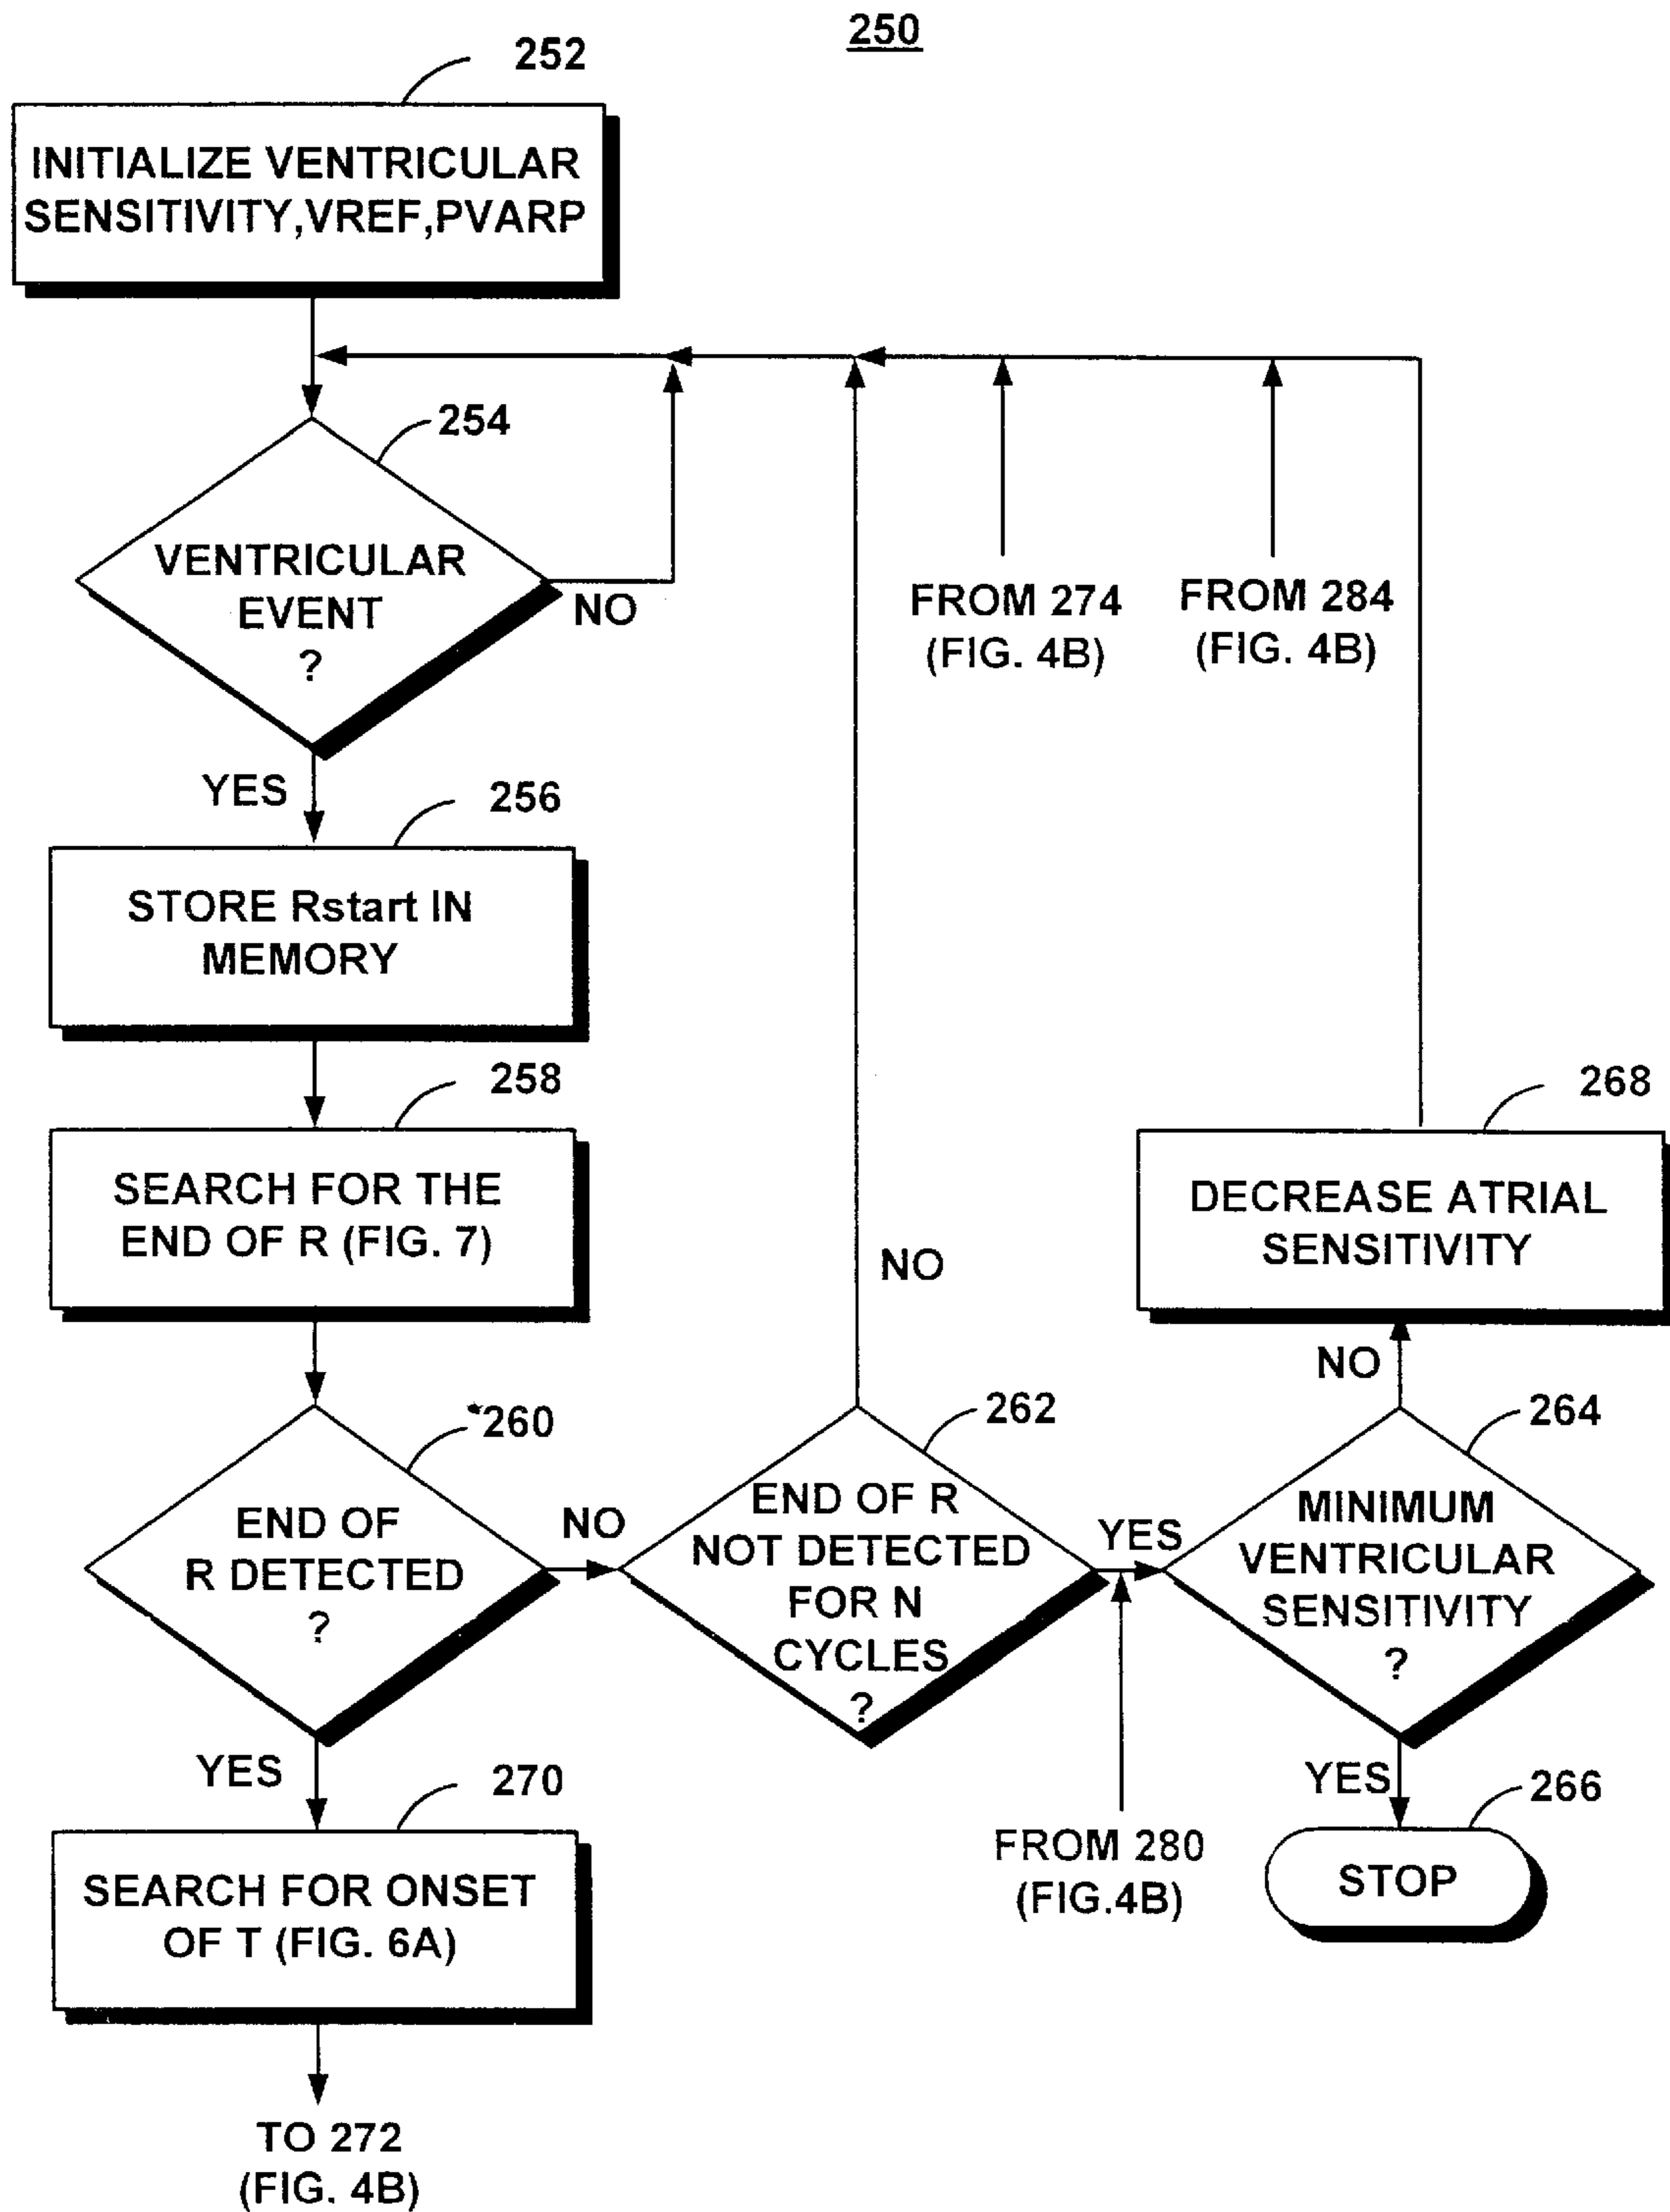 250
252
INITIALIZE VENTRICULAR
SENSITIVITY,VREF,PVARP
254
VENTRICULAR
EVENT
?
NO
FROM 274
(FIG. 4B)
FROM 284
(FIG. 4B)
YES
256
STORE Rstart IN
MEMORY
258
SEARCH FOR THE
END OF R (FIG. 7)
268
DECREASE ATRIAL
SENSITIVITY
NO
NO
260
END OF
R DETECTED
?
NO
262
END OF R
NOT DETECTED
FOR N
CYCLES
?
YES
264
MINIMUM
VENTRICULAR
SENSITIVITY
?
YES
270
SEARCH FOR ONSET
OF T (FIG. 6A)
FROM 280
(FIG.4B)
YES
266
STOP
TO 272
(FIG. 4B)